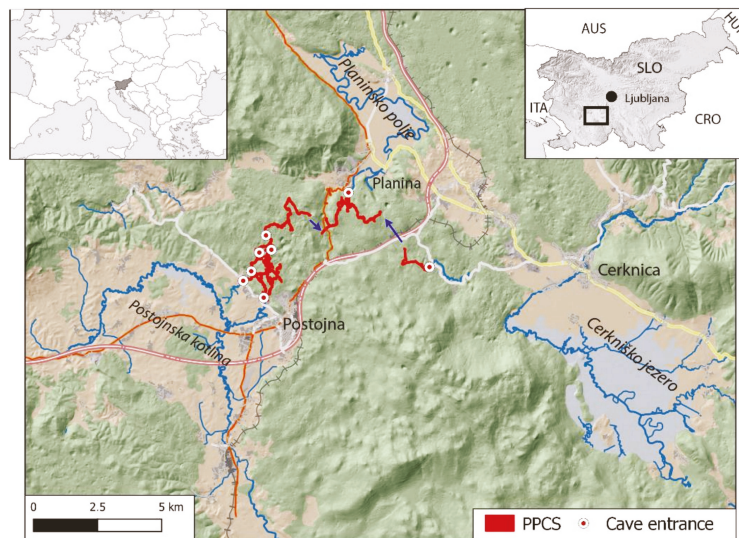 AUS
HU
SLO
Ljubljana
ITA
CRO
Planinsko polje
Planina
Cerknica
Postojna
Postojnska kotlina
Cerkniško jezero
0 2.5 5 km
PPCS Cave entrance